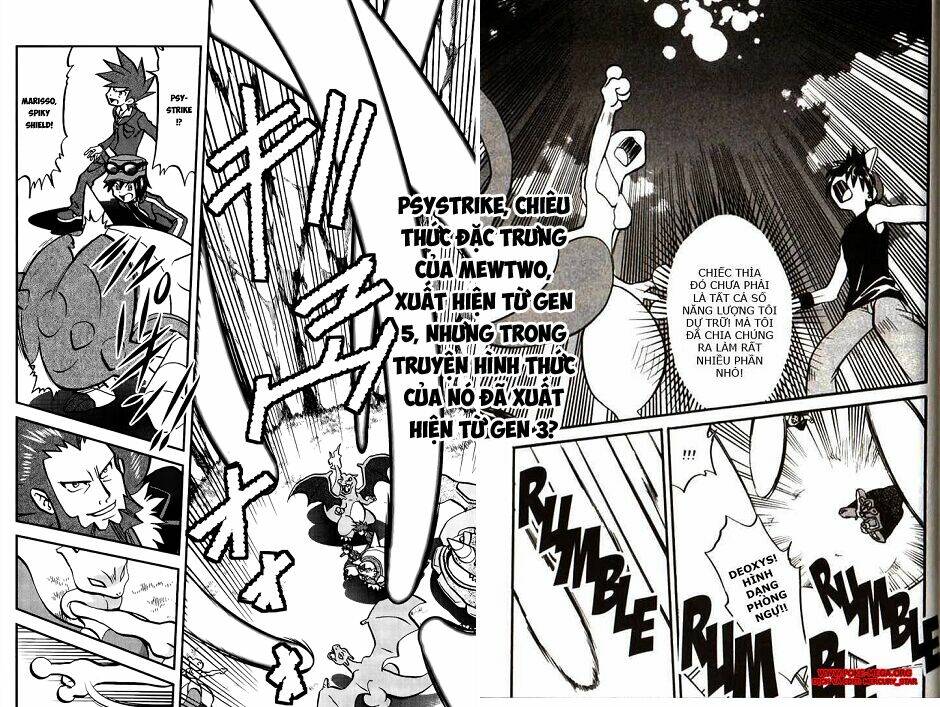 MARISSO,
SPIKY
SHIELD!
PSY-
STRIKE
!?
PSYSTRIKE, CHIÊU
THỨC ĐẶC TRƯNG
CỦA MEWTWO,
XUẤT HIỆN TỪ GEN
5, NHƯNG TRONG
TRUYỆN HÌNH THỨC
CỦA NÓ ĐÃ XUẤT
HIỆN TỪ GEN 3?
CHIẾC THÌA
ĐÓ CHƯA PHẢI
LÀ TẤT CẢ SỐ
NĂNG LƯỢNG TÔI
DỰ TRỮ! MÀ TÔI
ĐÃ CHIA CHÚNG
RA LÀM RẤT
NHIỀU PHẦN
NHỎ!
!!!
DEOXYS!
HÌNH
DẠNG
PHÒNG
NGỰ!!
RUMBLE
RUMBLE
RUM